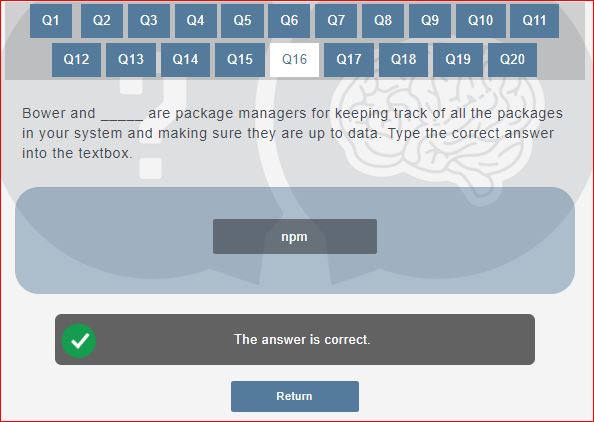 Q1 Q2 Q3 Q4 Q5 Q6 Q7 Q8 Q9 Q10 Q11
Q12 Q13 Q14 Q15 Q16 Q17 Q18 Q19 Q20
Bower and _____ are package managers for keeping track of all the packages
in your system and making sure they are up to data. Type the correct answer
into the textbox.
npm
The answer is correct.
Return